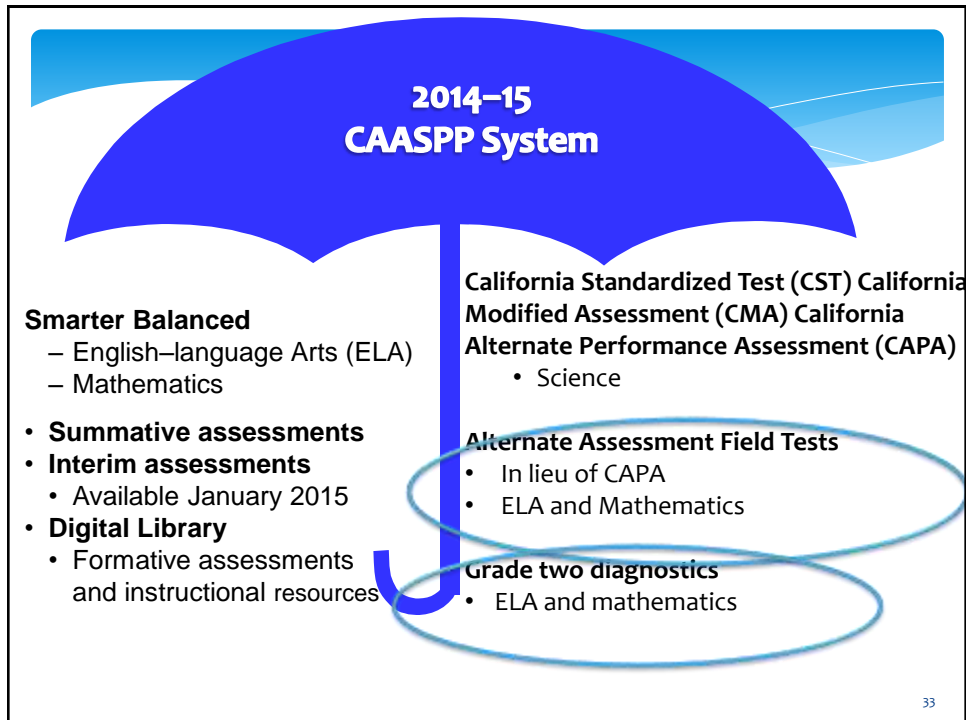 2014–15
CAASPP System
Smarter Balanced
– English–language Arts (ELA)
– Mathematics
• Summative assessments
• Interim assessments
• Available January 2015
• Digital Library
• Formative assessments
and instructional resources
California Standardized Test (CST) California
Modified Assessment (CMA) California
Alternate Performance Assessment (CAPA)
• Science
Alternate Assessment Field Tests
• In lieu of CAPA
• ELA and Mathematics
Grade two diagnostics
• ELA and mathematics
33